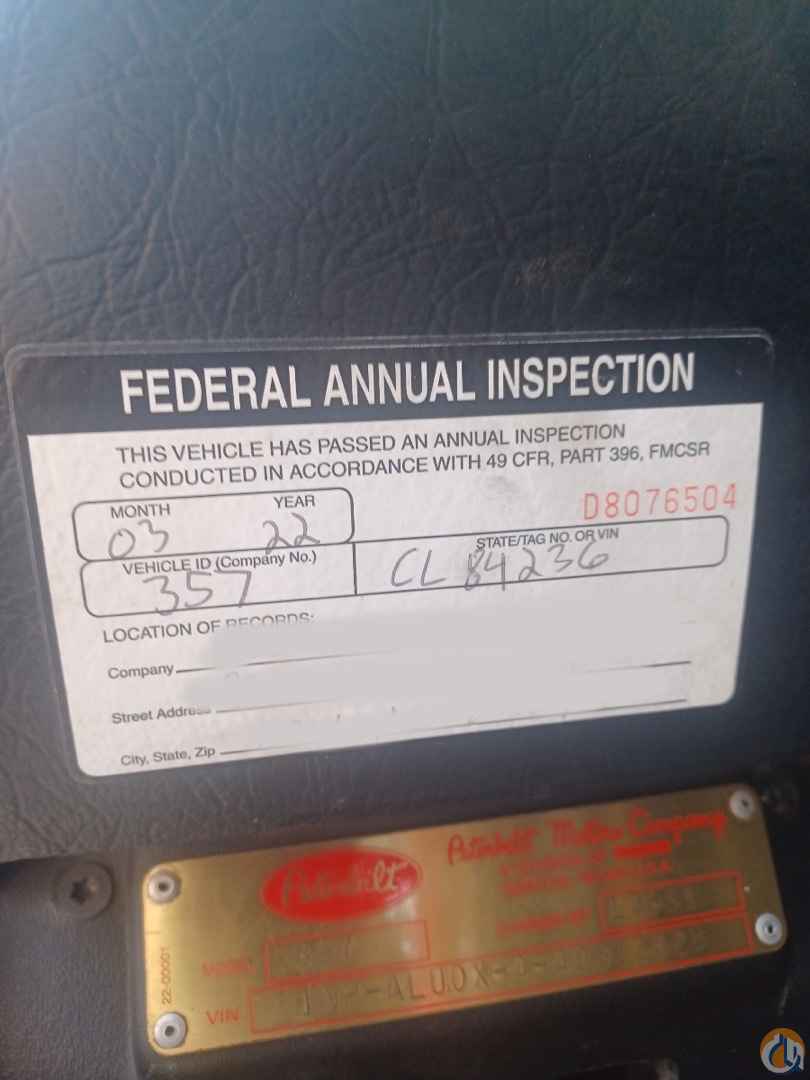 FEDERAL ANNUAL INSPECTION
THIS VEHICLE HAS PASSED AN ANNUAL INSPECTION
CONDUCTED IN ACCORDANCE WITH 49 CFR, PART 396, FMCSR
MONTH YEAR
03 22
D8076504
VEHICLE ID (Company No.)
357
STATE/TAG NO. OR VIN
CL 84236
LOCATION OF RECORDS:
Company
Street Address
City, State, Zip
Peterbilt
Peterbilt Motors Company
MODEL
22-00001
VIN